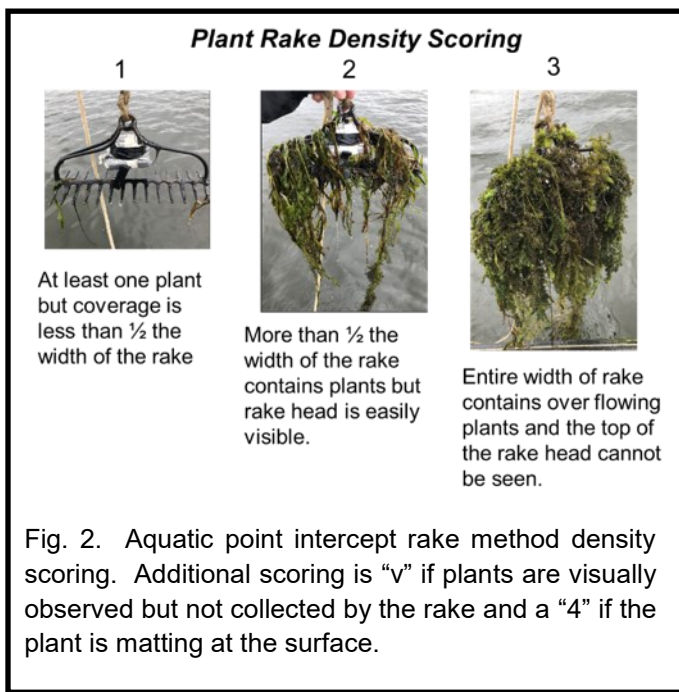 Plant Rake Density Scoring
1
2
3
At least one plant
but coverage is
less than ½ the
width of the rake
More than ½ the
width of the rake
contains plants but
rake head is easily
visible.
Entire width of rake
contains over flowing
plants and the top of
the rake head cannot
be seen.
Fig. 2. Aquatic point intercept rake method density
scoring. Additional scoring is “v” if plants are visually
observed but not collected by the rake and a “4” if the
plant is matting at the surface.